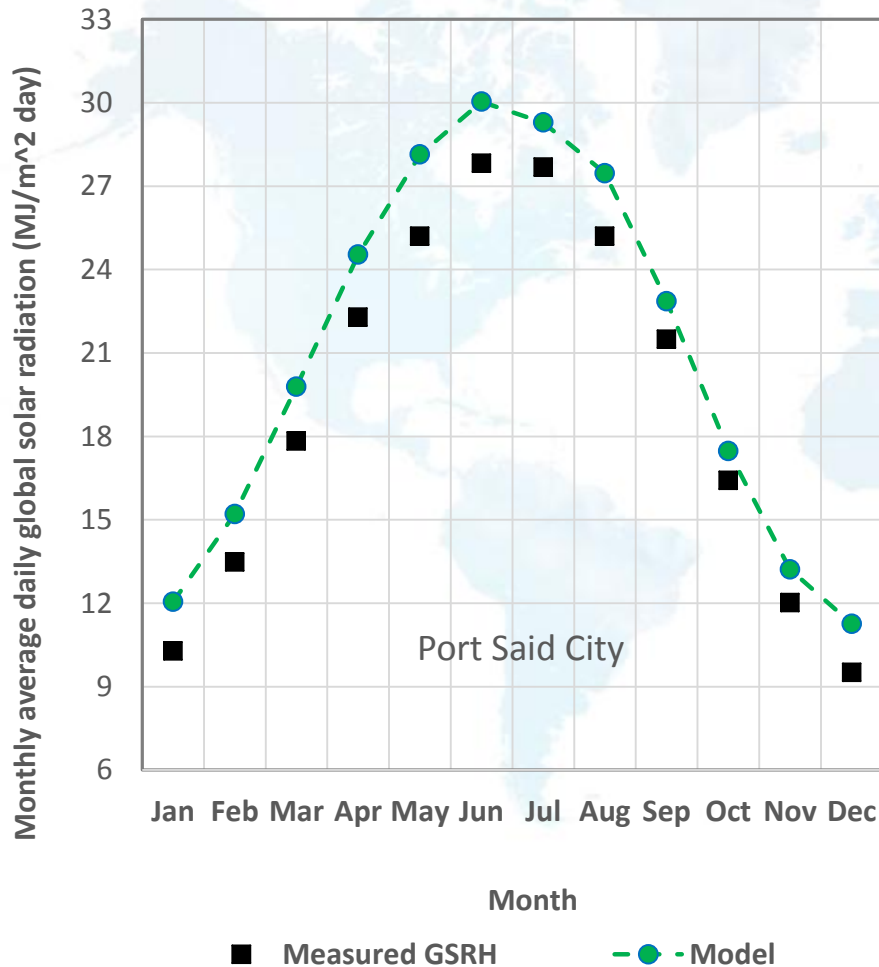 Monthly average daily global solar radiation (MJ/m^2 day)
33
30
27
24
21
18
15
12
9
6
Port Said City
Jan Feb Mar Apr May Jun Jul Aug Sep Oct Nov Dec
Month
Measured GSRH Model